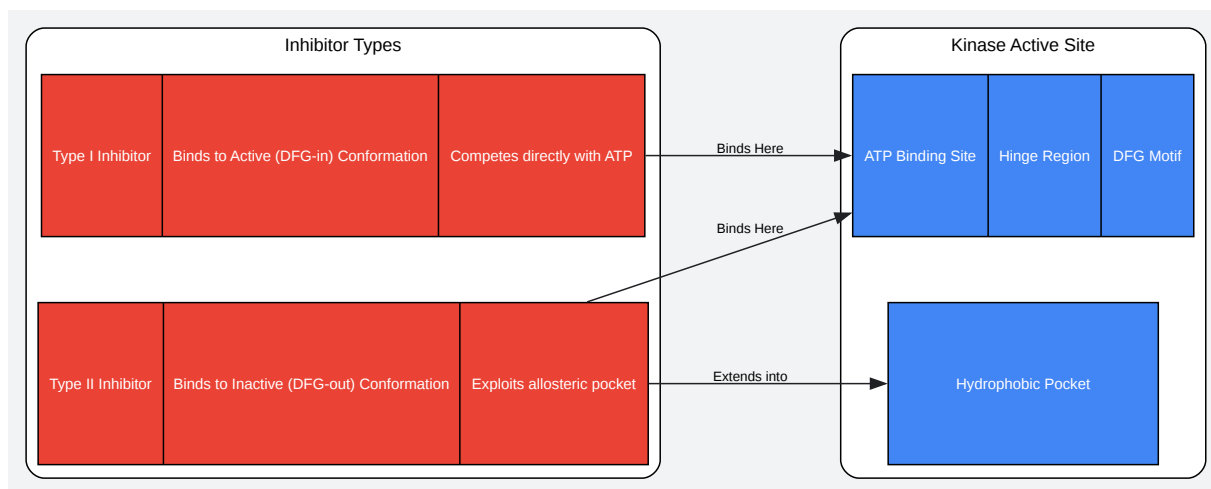 Inhibitor Types
Kinase Active Site
Type I Inhibitor
Binds to Active (DFG-in) Conformation
Competes directly with ATP
Binds Here
ATP Binding Site
Hinge Region
DFG Motif
Binds Here
Type II Inhibitor
Binds to Inactive (DFG-out) Conformation
Exploits allosteric pocket
Extends into
Hydrophobic Pocket